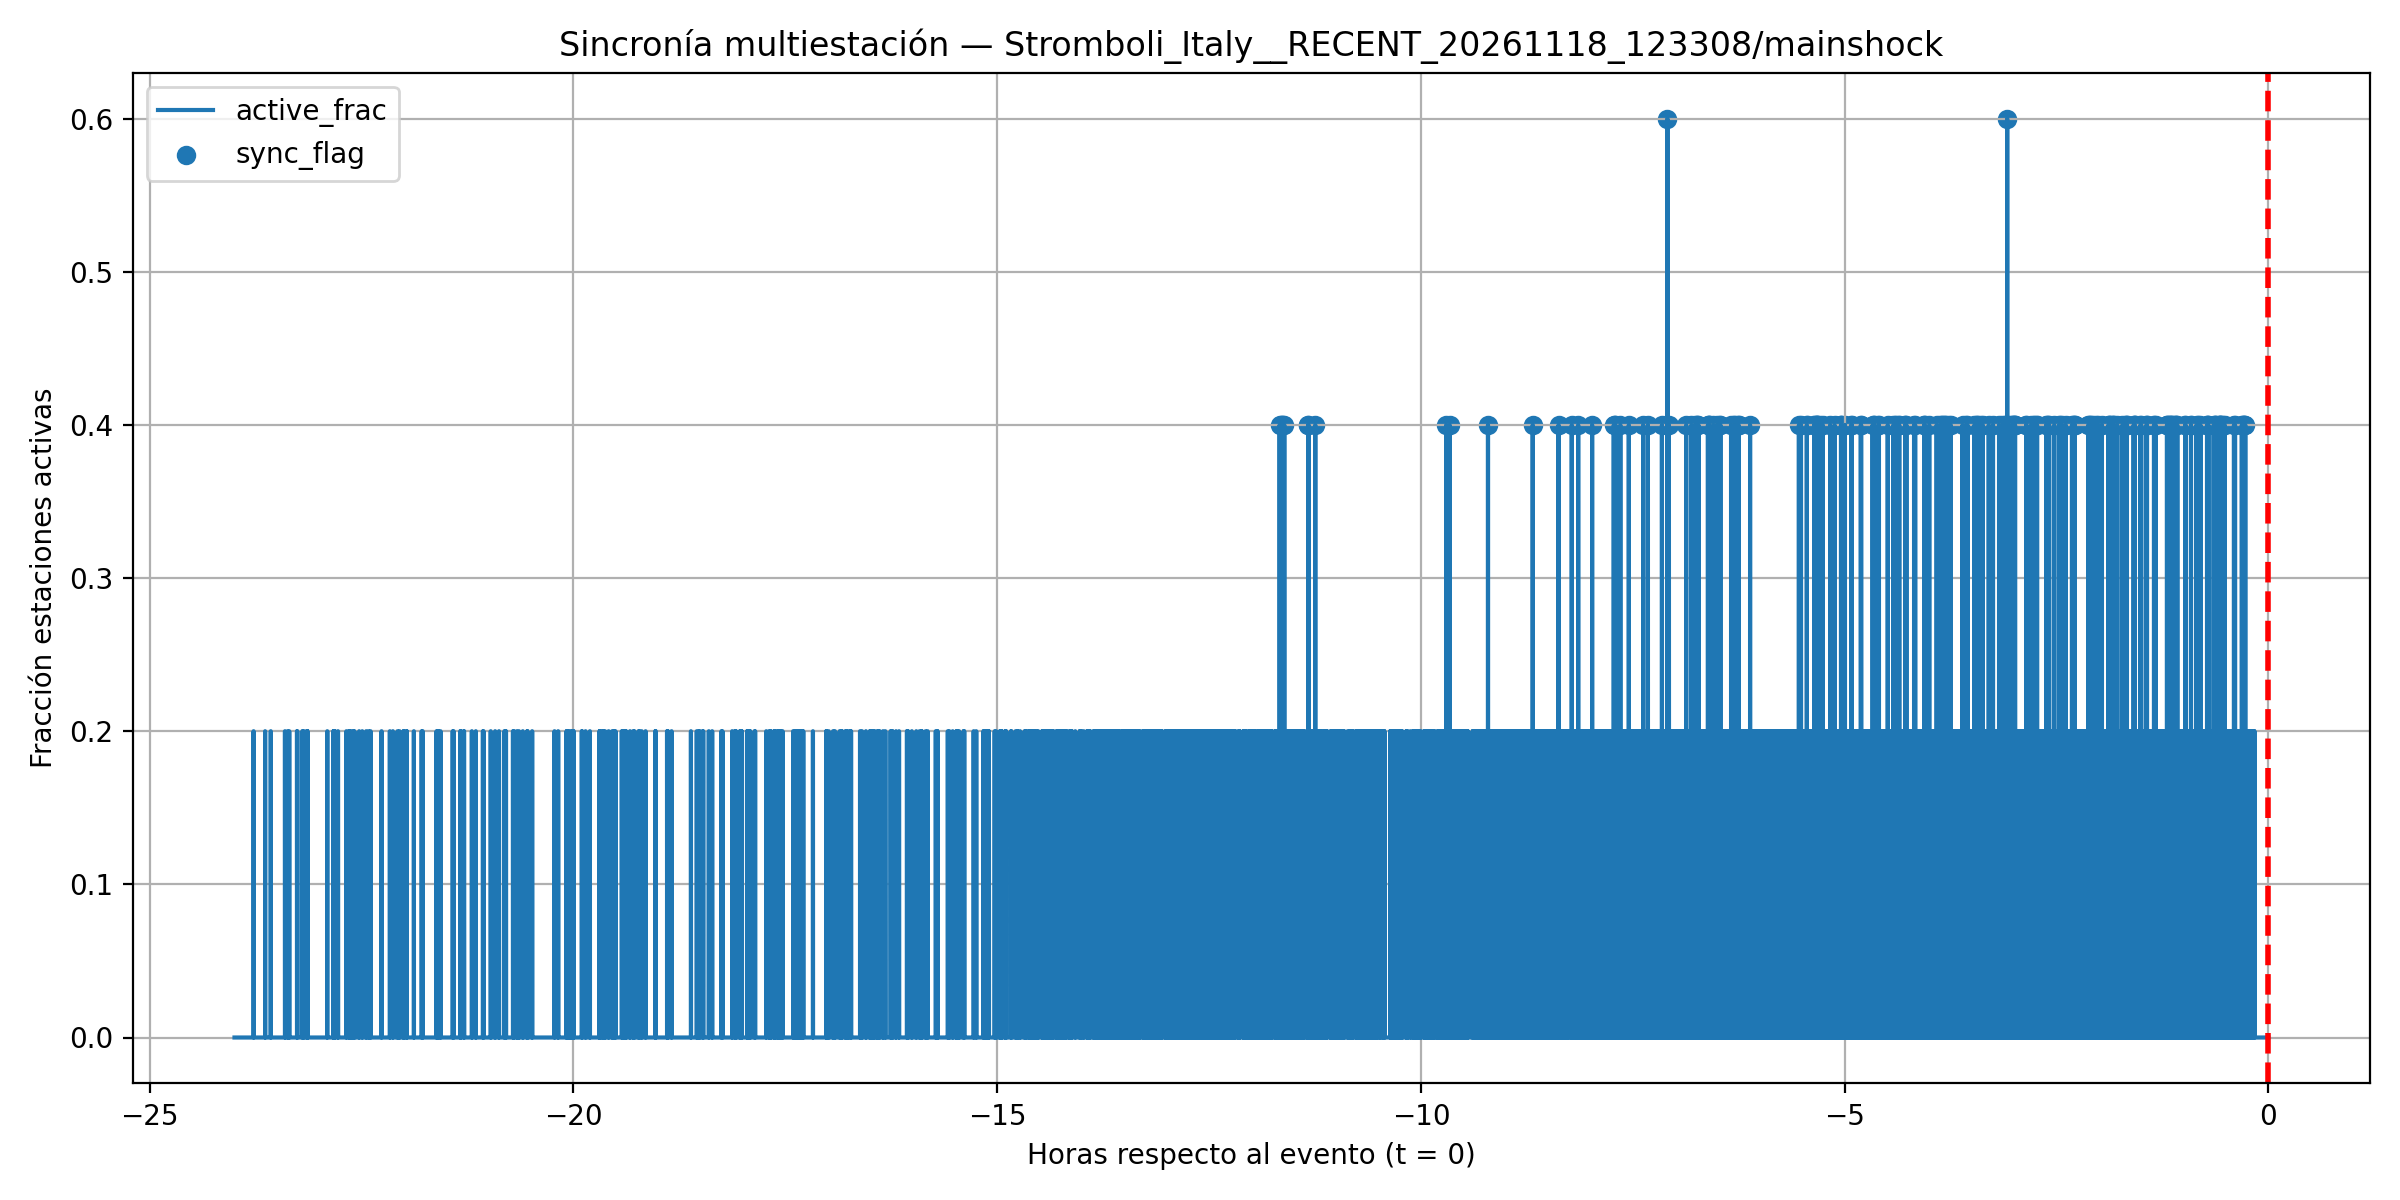 Sincronía multiestación — Stromboli_Italy__RECENT_20261118_123308/mainshock
active_frac
sync_flag
Fracción estaciones activas
0.6
0.5
0.4
0.3
0.2
0.1
0.0
−25
−20
−15
−10
−5
0
Horas respecto al evento (t = 0)